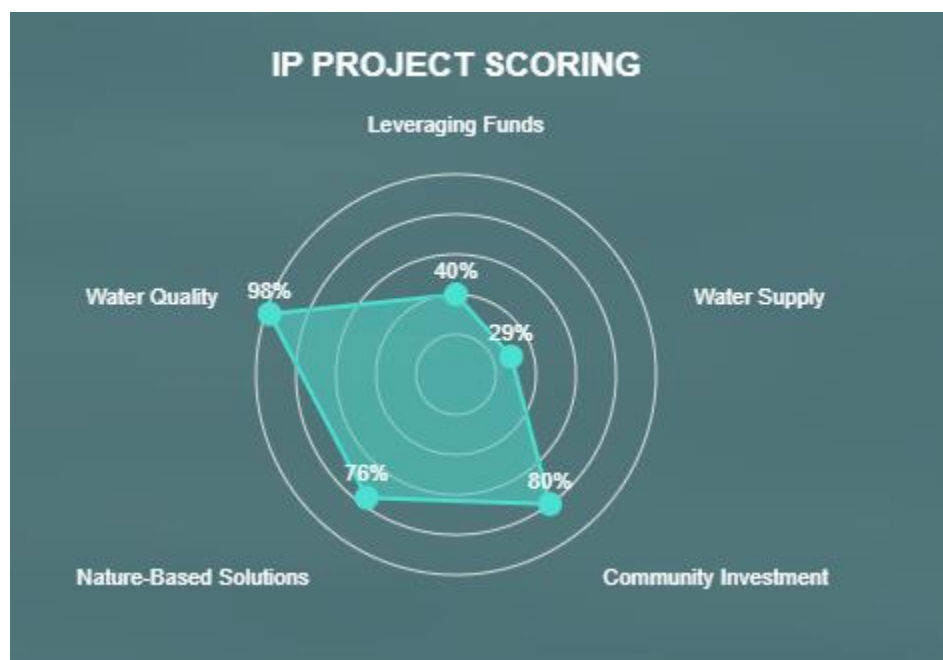 IP PROJECT SCORING
Leveraging Funds
40%
Water Quality
98%
Water Supply
29%
76%
80%
Nature-Based Solutions
Community Investment